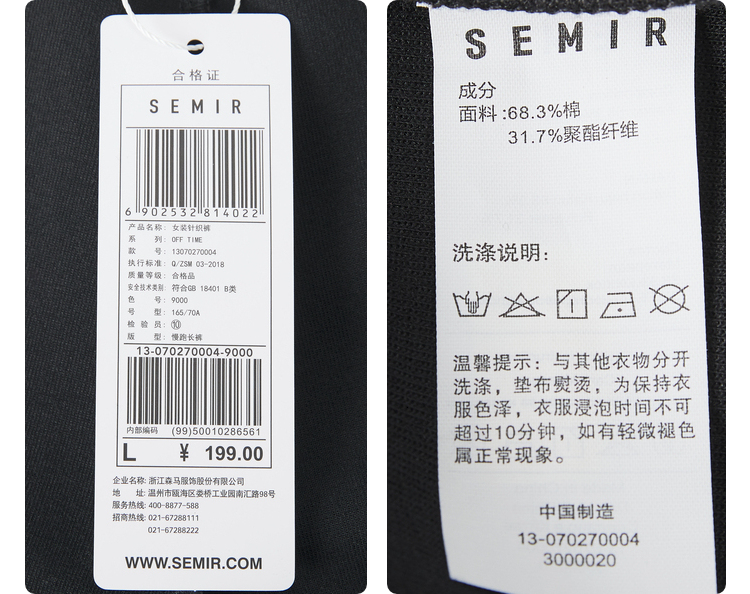 合格证
SEMIR
6 902532 814022
产品名称: 女装针织裤
系 列: OFF TIME
款 号: 13070270004
执行标准: Q/ZSM 03-2018
质量等级: 合格品
安全技术类别: 符合GB 18401 B类
色 号: 9000
号 型: 165/70A
检 验 员: ⑩
版 型: 慢跑长裤
13-070270004-9000
内部编码 (99)50010286561
L ¥ 199.00
企业名称: 浙江森马服饰股份有限公司
地 址: 温州市瓯海区娄桥工业园南汇路98号
服务热线: 400-8877-588
招商热线: 021-67288111
021-67288222
WWW.SEMIR.COM
SEMIR
成分
面料:68.3%棉
31.7%聚酯纤维
洗涤说明:
温馨提示: 与其他衣物分开
洗涤, 垫布熨烫, 为保持衣
服色泽, 衣服浸泡时间不可
超过10分钟, 如有轻微褪色
属正常现象。
中国制造
13-070270004
3000020